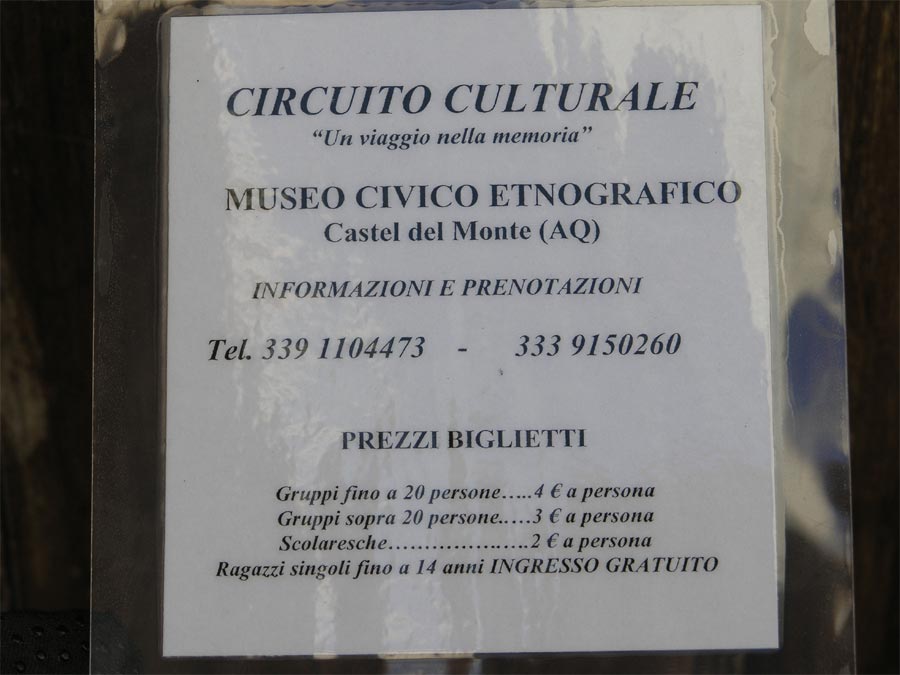 CIRCUITO CULTURALE
“Un viaggio nella memoria”
MUSEO CIVICO ETNOGRAFICO
Castel del Monte (AQ)
INFORMAZIONI E PRENOTAZIONI
Tel. 339 1104473 - 333 9150260
PREZZI BIGLIETTI
Gruppi fino a 20 persone…..4 € a persona
Gruppi sopra 20 persone..…3 € a persona
Scolaresche……………..…..2 € a persona
Ragazzi singoli fino a 14 anni INGRESSO GRATUITO